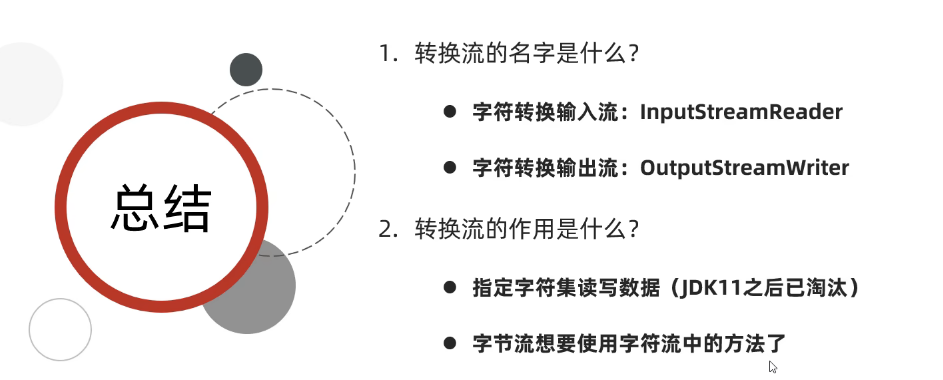 总结
1. 转换流的名字是什么？
● 字符转换输入流：InputStreamReader
● 字符转换输出流：OutputStreamWriter
2. 转换流的作用是什么？
● 指定字符集读写数据（JDK11之后已淘汰）
● 字节流想要使用字符流中的方法了